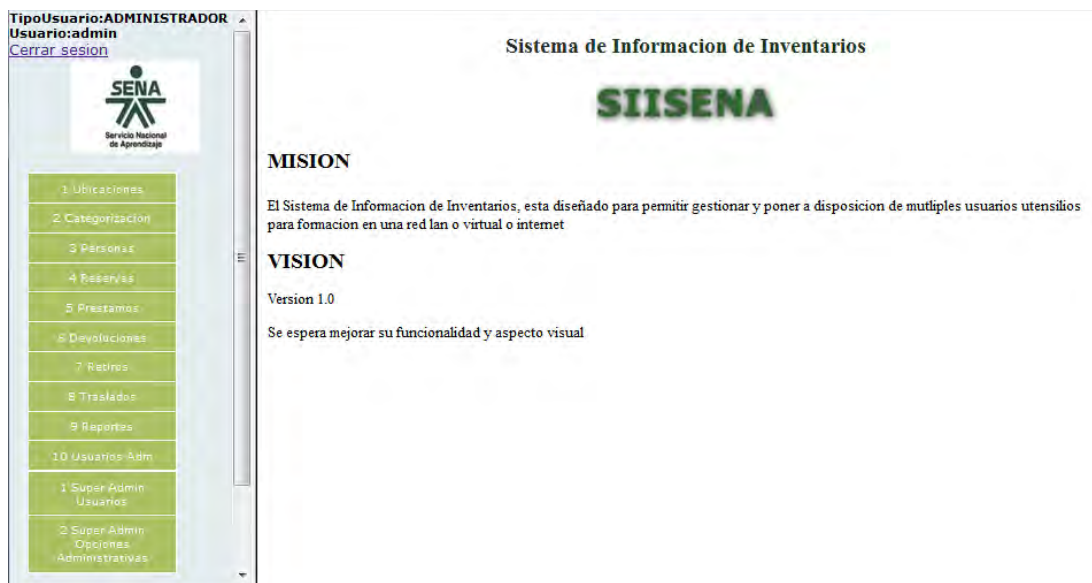 TipoUsuario:ADMINISTRADOR
Usuario:admin
Cerrar sesion
SENA
Servicio Nacional
de Aprendizaje
1 Ubicaciones
2 Categorizacion
3 Personas
4 Reservas
5 Prestamos
6 Devoluciones
7 Retiros
8 Traslados
9 Reportes
10 Usuarios Adm
1 Super Admin
Usuarios
2 Super Admin
Opciones
Administrativas
Sistema de Informacion de Inventarios
SIISENA
MISION
El Sistema de Informacion de Inventarios, esta diseñado para permitir gestionar y poner a disposicion de mutliples usuarios utensilios
para formacion en una red lan o virtual o internet
VISION
Version 1.0
Se espera mejorar su funcionalidad y aspecto visual